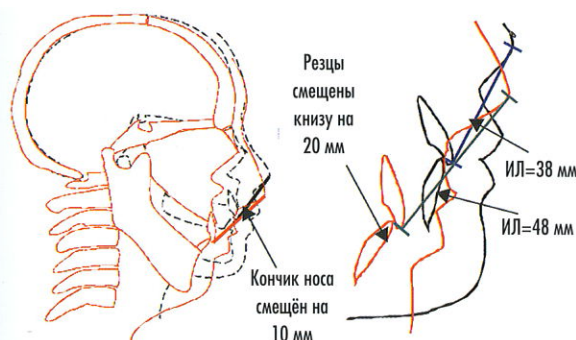 Резцы
смещены
книзу на
20 мм
ИЛ=38 мм
ИЛ=48 мм
Кончик носа
смещён на
10 мм